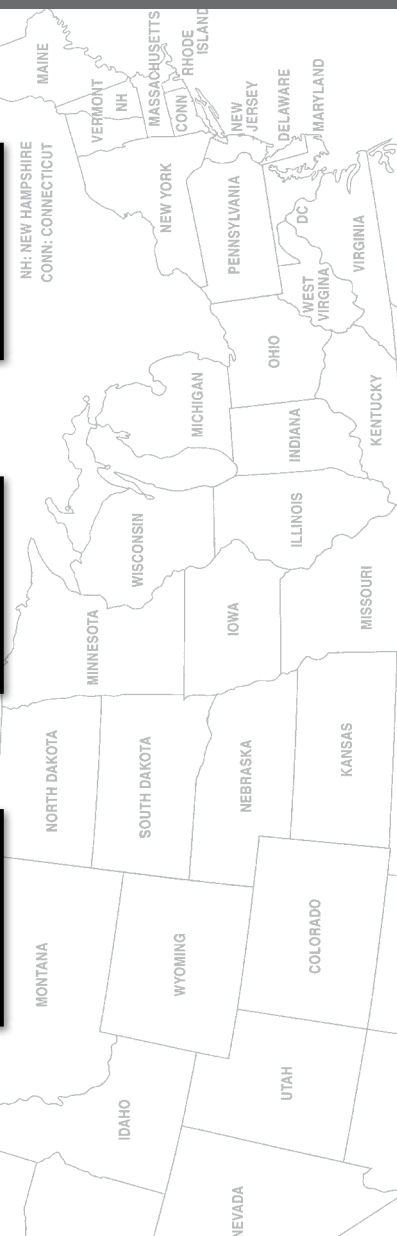 MAINE
VERMONT
NH
MASSACHUSETTS
RHODE
ISLAND
CONN
NEW
JERSEY
DELAWARE
MARYLAND
NH: NEW HAMPSHIRE
CONN: CONNECTICUT
NEW YORK
PENNSYLVANIA
DC
WEST
VIRGINA
VIRGINIA
OHIO
MICHIGAN
INDIANA
KENTUCKY
WISCONSIN
ILLINOIS
MINNESOTA
IOWA
MISSOURI
NORTH DAKOTA
SOUTH DAKOTA
NEBRASKA
KANSAS
MONTANA
WYOMING
COLORADO
IDAHO
UTAH
NEVADA